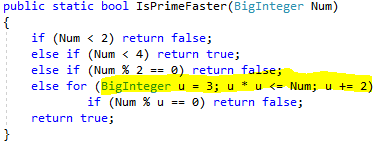 public static bool IsPrimeFaster(BigInteger Num)
{
if (Num < 2) return false;
else if (Num < 4) return true;
else if (Num % 2 == 0) return false;
else for (BigInteger u = 3; u * u <= Num; u += 2)
if (Num % u == 0) return false;
return true;
}